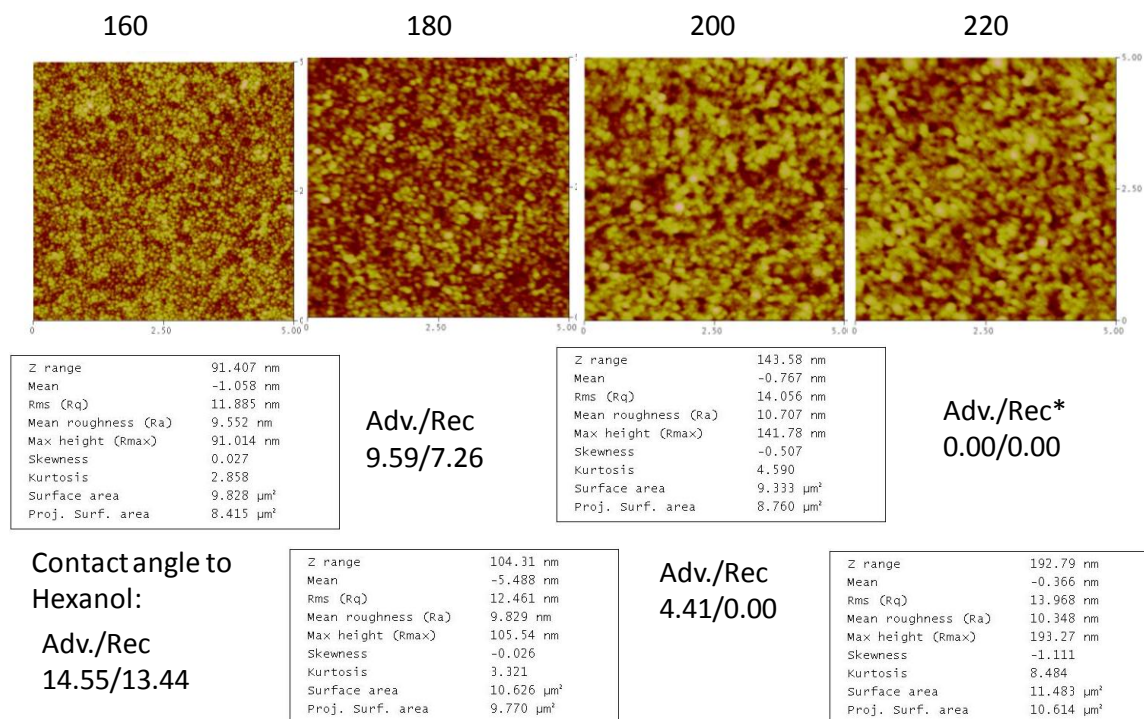 160
180
200
220
5
2
0
0
2.50
5.00
5
2
0
0
2.50
5.00
0
2.50
5.00
5.00
2.50
0
0
2.50
5.00
Z range 91.407 nm
Mean -1.058 nm
Rms (Rq) 11.885 nm
Mean roughness (Ra) 9.552 nm
Max height (Rmax) 91.014 nm
Skewness 0.027
Kurtosis 2.858
Surface area 9.828 µm²
Proj. Surf. area 8.415 µm²
Adv./Rec
9.59/7.26
Z range 143.58 nm
Mean -0.767 nm
Rms (Rq) 14.056 nm
Mean roughness (Ra) 10.707 nm
Max height (Rmax) 141.78 nm
Skewness -0.507
Kurtosis 4.590
Surface area 9.333 µm²
Proj. Surf. area 8.760 µm²
Adv./Rec*
0.00/0.00
Contact angle to
Hexanol:
Adv./Rec
14.55/13.44
Z range 104.31 nm
Mean -5.488 nm
Rms (Rq) 12.461 nm
Mean roughness (Ra) 9.829 nm
Max height (Rmax) 105.54 nm
Skewness -0.026
Kurtosis 3.321
Surface area 10.626 µm²
Proj. Surf. area 9.770 µm²
Adv./Rec
4.41/0.00
Z range 192.79 nm
Mean -0.366 nm
Rms (Rq) 13.968 nm
Mean roughness (Ra) 10.348 nm
Max height (Rmax) 193.27 nm
Skewness -1.111
Kurtosis 8.484
Surface area 11.483 µm²
Proj. Surf. area 10.614 µm²